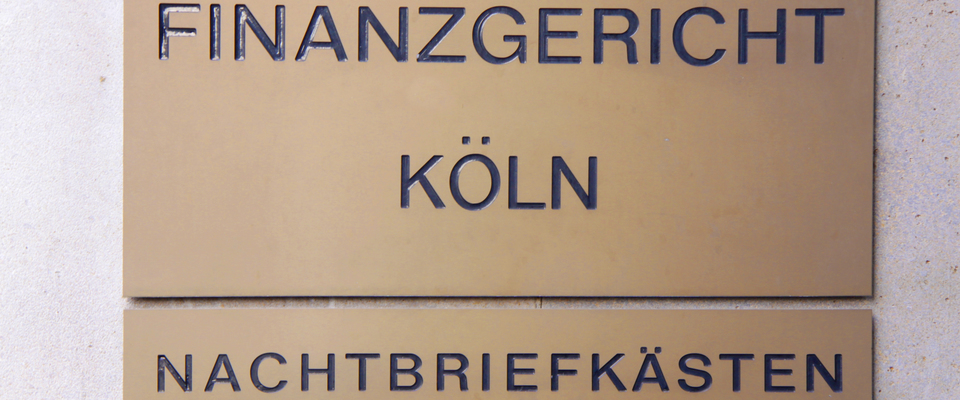 FINANZGERICHT
KÖLN
NACHTBRIEFKÄSTEN